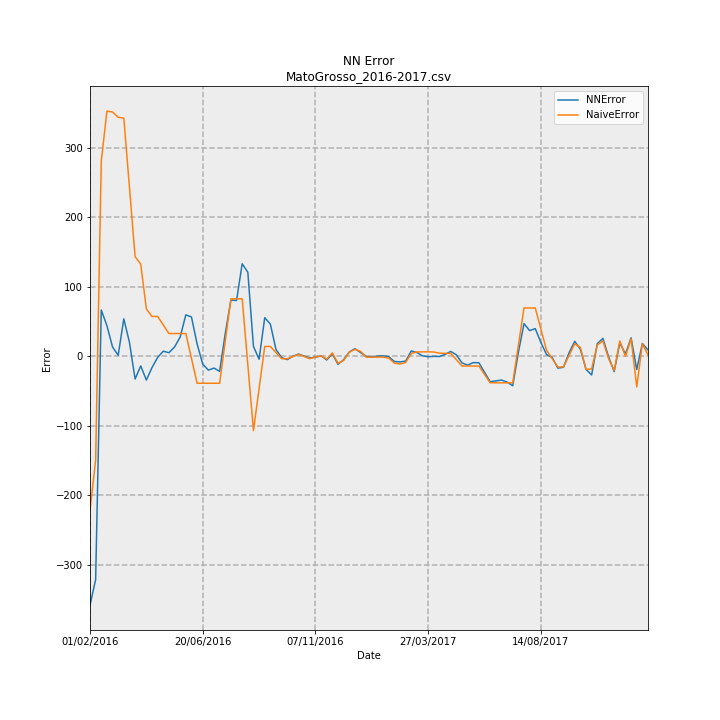 NN Error
MatoGrosso_2016-2017.csv
NNError
NaiveError
300
200
100
0
−100
−200
−300
Error
01/02/2016 20/06/2016 07/11/2016 27/03/2017 14/08/2017
Date